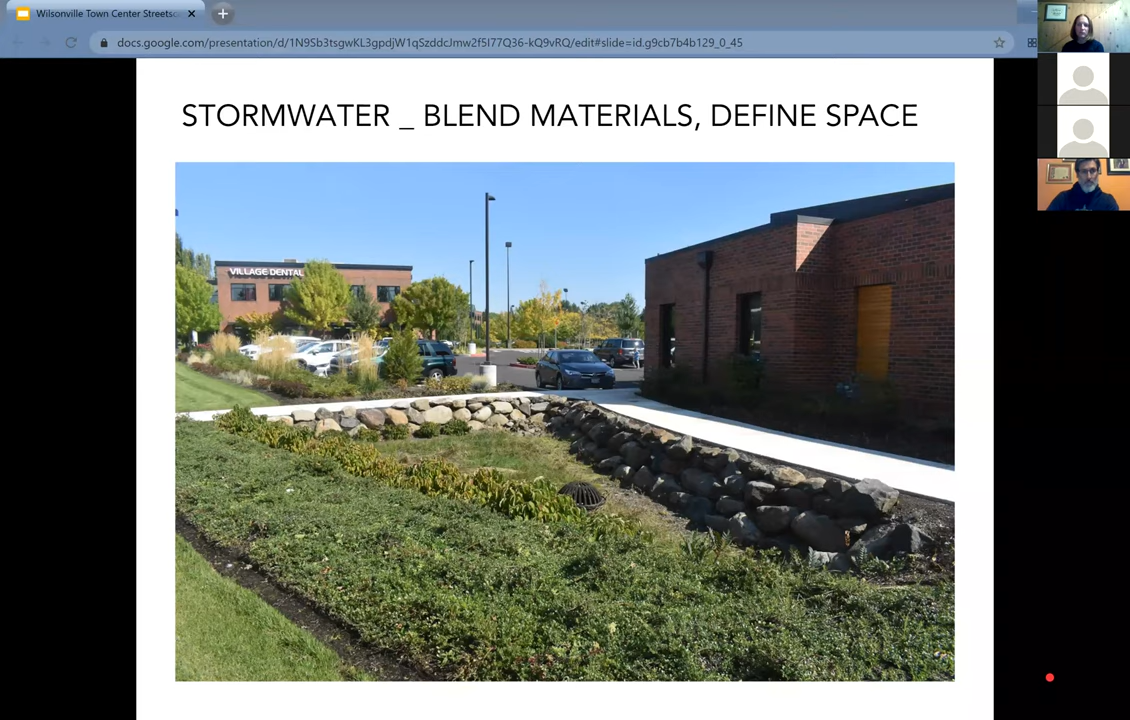 Wilsonville Town Center Streetsc
docs.google.com/presentation/d/1N9Sb3tsgwKL3gpdjW1qSzddcJmw2f5I77Q36-kQ9vRQ/edit#slide=id.g9cb7b4b129_0_45
STORMWATER _ BLEND MATERIALS, DEFINE SPACE
VILLAGE DENTAL